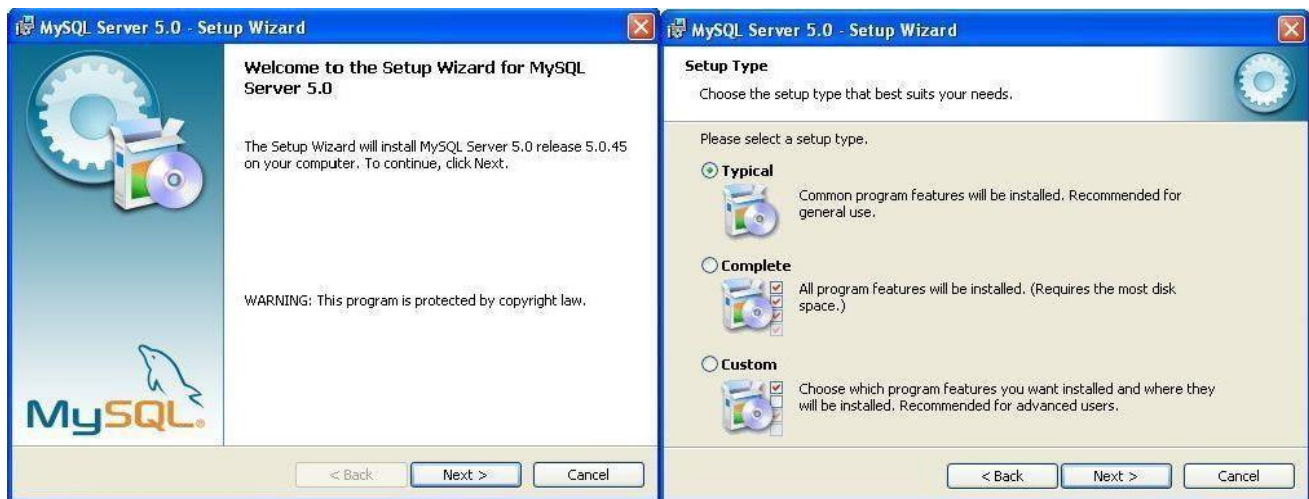 MySQL Server 5.0 - Setup Wizard
Welcome to the Setup Wizard for MySQL
Server 5.0
The Setup Wizard will install MySQL Server 5.0 release 5.0.45
on your computer. To continue, click Next.
WARNING: This program is protected by copyright law.
MySQL®
< Back
Next >
Cancel
MySQL Server 5.0 - Setup Wizard
Setup Type
Choose the setup type that best suits your needs.
Please select a setup type.
Typical
Common program features will be installed. Recommended for
general use.
Complete
All program features will be installed. (Requires the most disk
space.)
Custom
Choose which program features you want installed and where they
will be installed. Recommended for advanced users.
< Back
Next >
Cancel